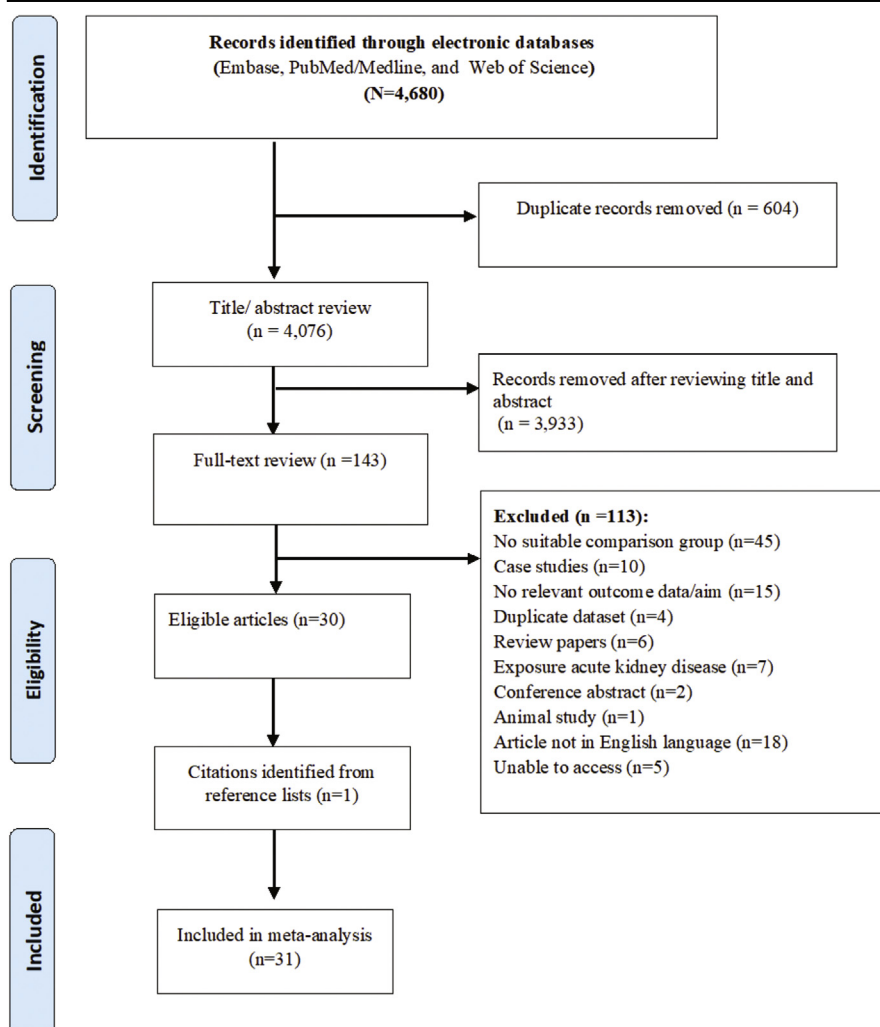 Identification
Records identified through electronic databases
(Embase, PubMed/Medline, and Web of Science)
(N=4,680)
Duplicate records removed (n = 604)
Screening
Title/ abstract review
(n = 4,076)
Records removed after reviewing title and
abstract
(n = 3,933)
Full-text review (n =143)
Eligibility
Excluded (n =113):
No suitable comparison group (n=45)
Case studies (n=10)
No relevant outcome data/aim (n=15)
Duplicate dataset (n=4)
Review papers (n=6)
Exposure acute kidney disease (n=7)
Conference abstract (n=2)
Animal study (n=1)
Article not in English language (n=18)
Unable to access (n=5)
Eligible articles (n=30)
Citations identified from
reference lists (n=1)
Included
Included in meta-analysis
(n=31)